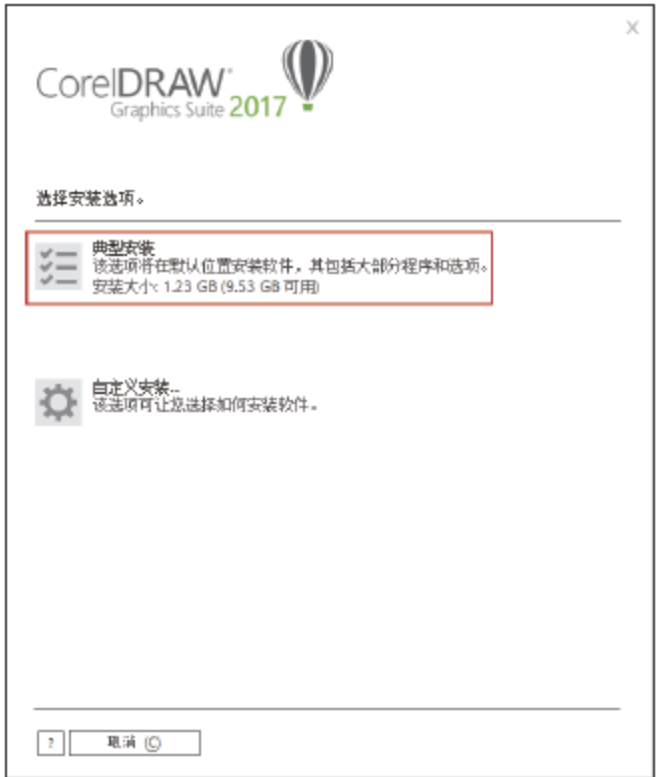 CorelDRAW®
Graphics Suite 2017
选择安装选项。
典型安装
该选项将在默认位置安装软件，其包括大部分程序和选项。
安装大小: 1.23 GB (9.53 GB 可用)
自定义安装...
该选项可让您选择如何安装软件。
?
取消 (C)